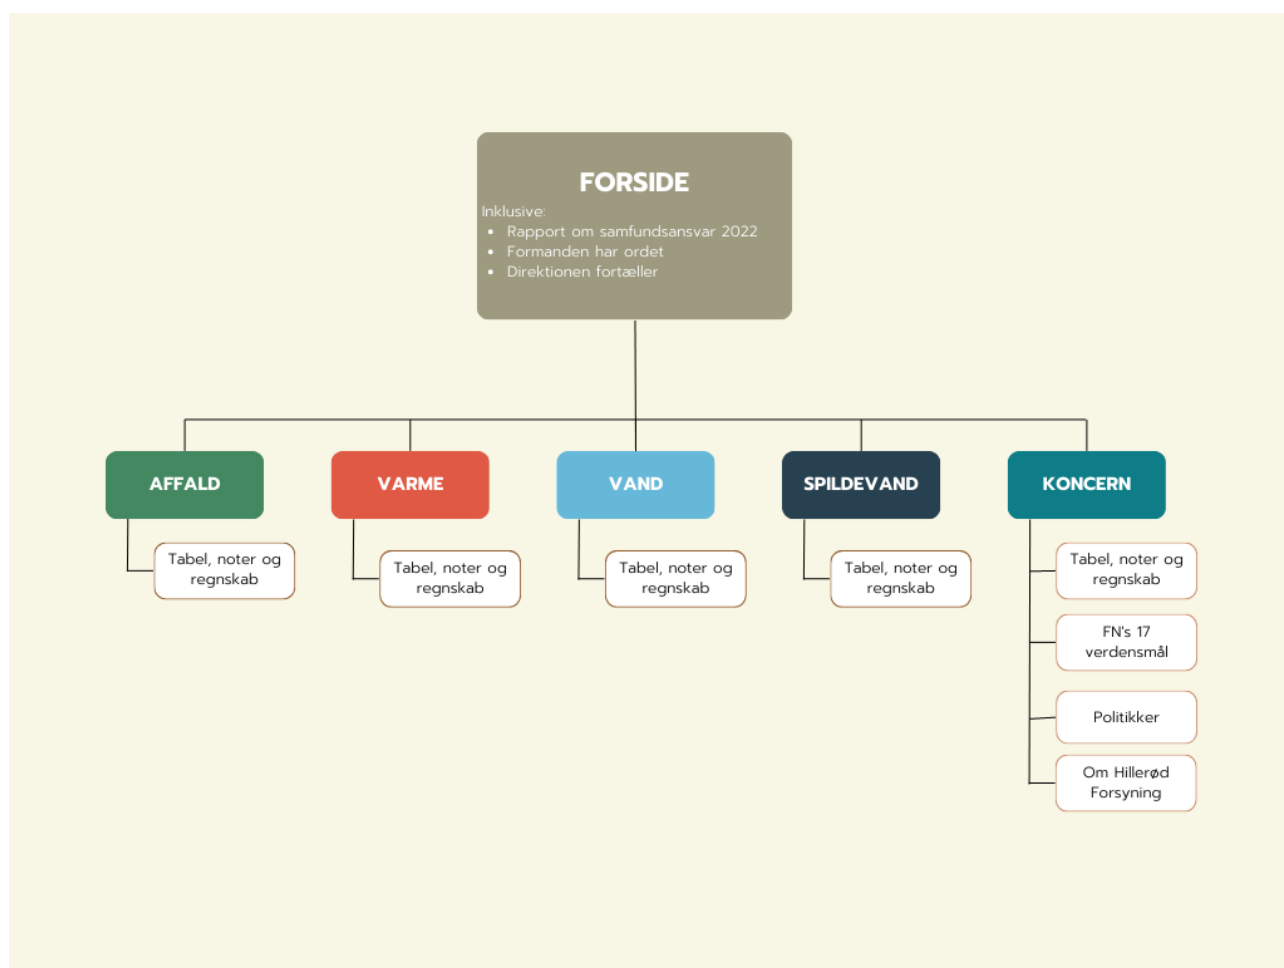 FORSIDE
Inklusive:
• Rapport om samfundsansvar 2022
• Formanden har ordet
• Direktionen fortæller
AFFALD
Tabel, noter og
regnskab
VARME
Tabel, noter og
regnskab
VAND
Tabel, noter og
regnskab
SPILDEVAND
Tabel, noter og
regnskab
KONCERN
Tabel, noter og
regnskab
FN's 17
verdensmål
Politikker
Om Hillerød
Forsyning